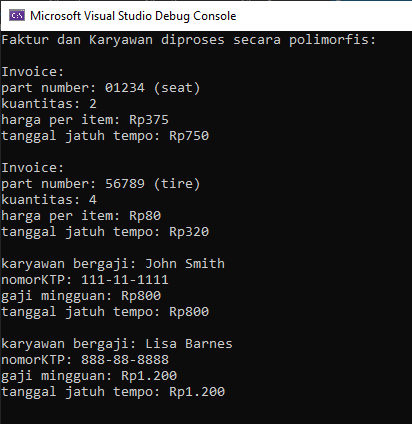 Microsoft Visual Studio Debug Console
Faktur dan Karyawan diproses secara polimorfis:
Invoice:
part number: 01234 (seat)
kuantitas: 2
harga per item: Rp375
tanggal jatuh tempo: Rp750
Invoice:
part number: 56789 (tire)
kuantitas: 4
harga per item: Rp80
tanggal jatuh tempo: Rp320
karyawan bergaji: John Smith
nomorKTP: 111-11-1111
gaji mingguan: Rp800
tanggal jatuh tempo: Rp800
karyawan bergaji: Lisa Barnes
nomorKTP: 888-88-8888
gaji mingguan: Rp1.200
tanggal jatuh tempo: Rp1.200